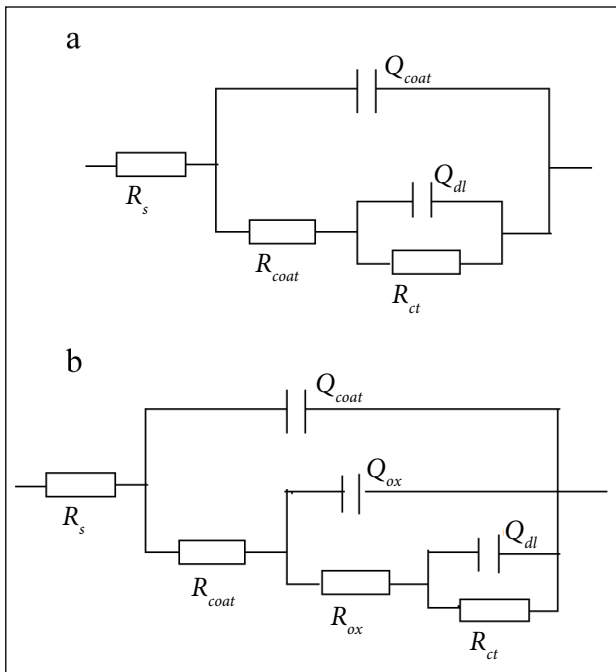 a
Q_coat
Q_dl
R_s
R_coat
R_ct
b
Q_coat
Q_ox
R_s
Q_dl
R_coat
R_ox
R_ct